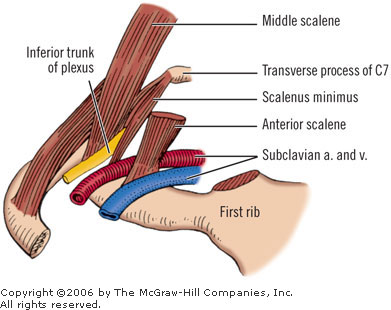 Middle scalene
Inferior trunk
of plexus
Transverse process of C7
Scalenus minimus
Anterior scalene
Subclavian a. and v.
First rib
Copyright ©2006 by The McGraw-Hill Companies, Inc.
All rights reserved.